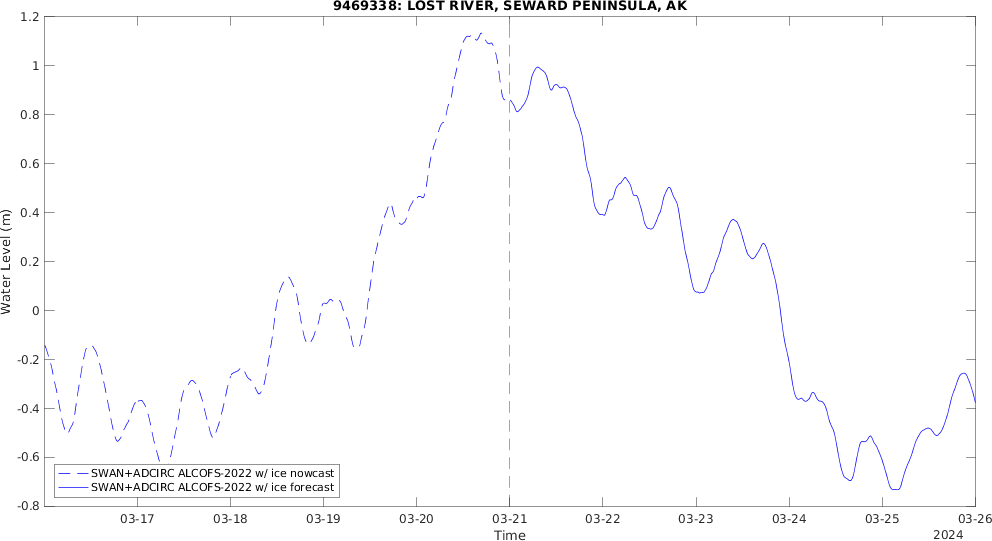 9469338: LOST RIVER, SEWARD PENINSULA, AK
1.2
1
0.8
0.6
0.4
0.2
0
-0.2
-0.4
-0.6
-0.8
Water Level (m)
SWAN+ADCIRC ALCOFS-2022 w/ ice nowcast
SWAN+ADCIRC ALCOFS-2022 w/ ice forecast
03-17 03-18 03-19 03-20 03-21 03-22 03-23 03-24 03-25 03-26
Time
2024